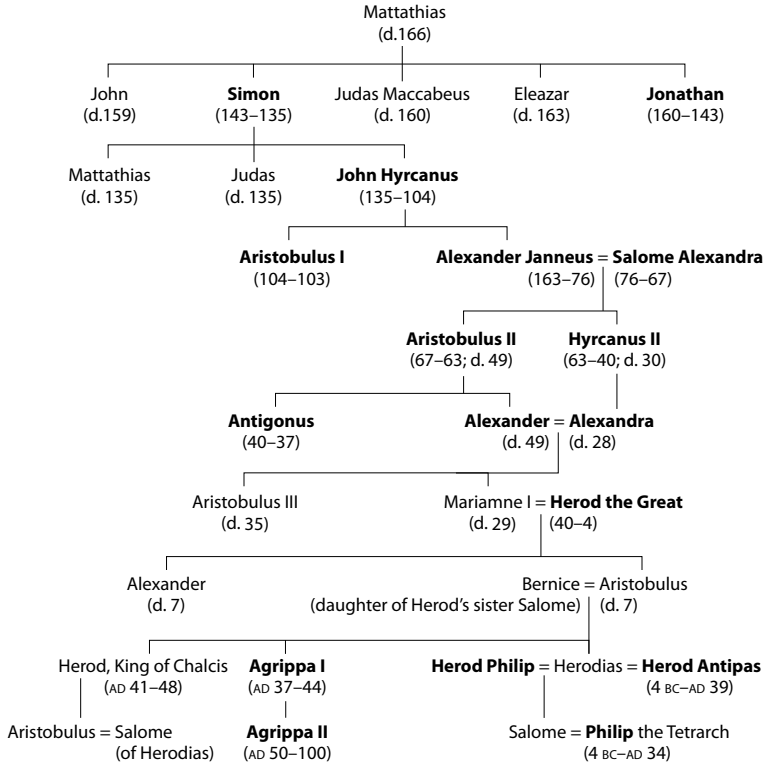 Mattathias
(d.166)
John Simon Judas Maccabeus Eleazar Jonathan
(d.159) (143–135) (d. 160) (d. 163) (160–143)
Mattathias Judas John Hyrcanus
(d. 135) (d. 135) (135–104)
Aristobulus I Alexander Janneus = Salome Alexandra
(104–103) (163–76) (76–67)
Aristobulus II Hyrcanus II
(67–63; d. 49) (63–40; d. 30)
Antigonus Alexander = Alexandra
(40–37) (d. 49) (d. 28)
Aristobulus III Mariamne I = Herod the Great
(d. 35) (d. 29) (40–4)
Alexander Bernice = Aristobulus
(d. 7) (daughter of Herod’s sister Salome) (d. 7)
Herod, King of Chalcis Agrippa I Herod Philip = Herodias = Herod Antipas
(AD 41–48) (AD 37–44) (4 BC–AD 39)
Aristobulus = Salome Agrippa II Salome = Philip the Tetrarch
(of Herodias) (AD 50–100) (4 BC–AD 34)